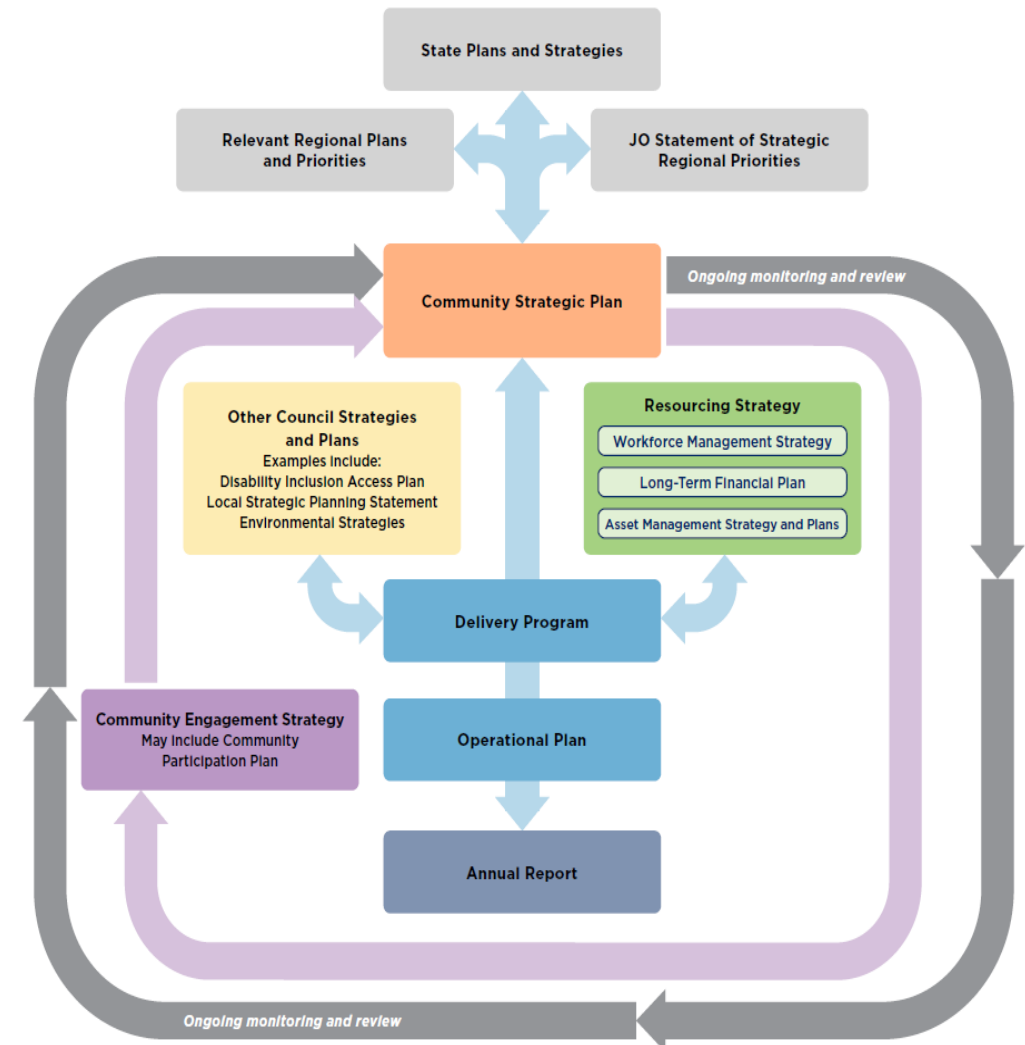 State Plans and Strategies
Relevant Regional Plans
and Priorities
JO Statement of Strategic
Regional Priorities
Community Strategic Plan
Ongoing monitoring and review
Other Council Strategies
and Plans
Examples include:
Disability Inclusion Access Plan
Local Strategic Planning Statement
Environmental Strategies
Resourcing Strategy
Workforce Management Strategy
Long-Term Financial Plan
Asset Management Strategy and Plans
Delivery Program
Community Engagement Strategy
May include Community
Participation Plan
Operational Plan
Annual Report
Ongoing monitoring and review